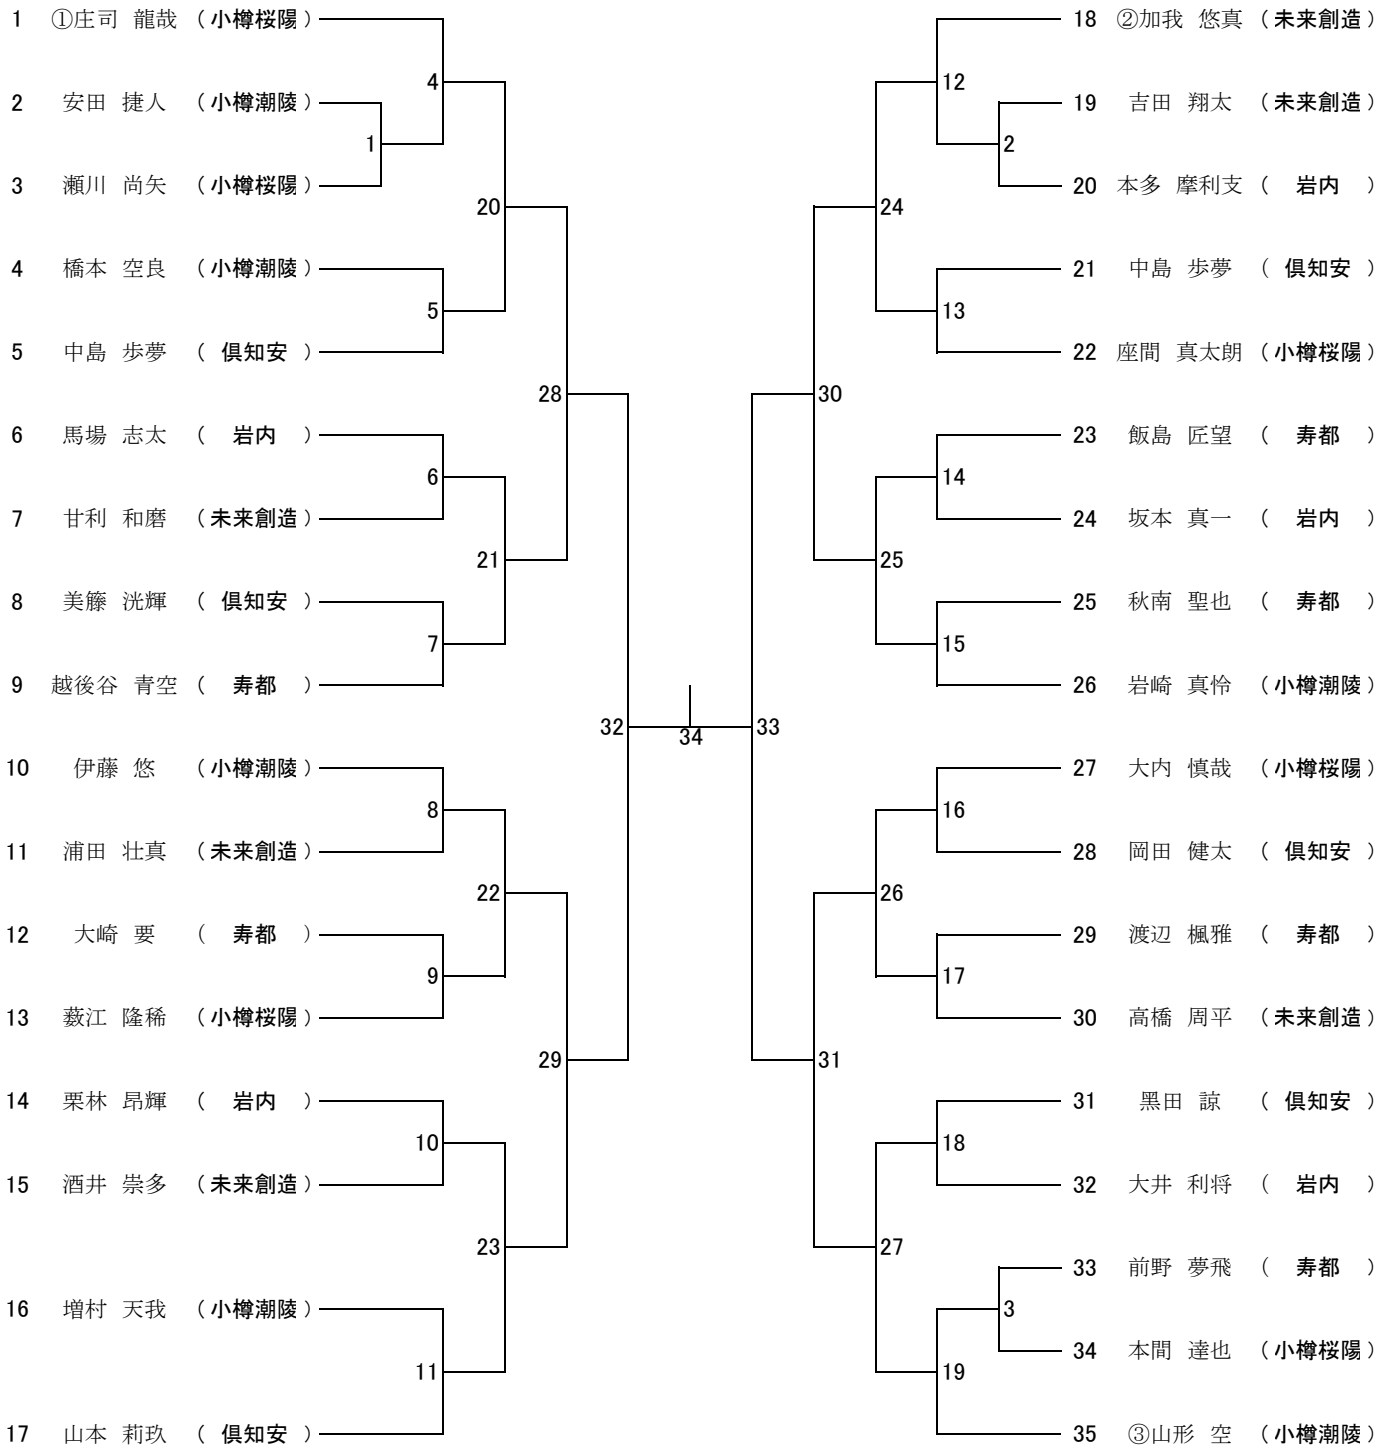 1 ①庄司 龍哉 (小樽桜陽)
2 安田 捷人 (小樽潮陵)
3 瀬川 尚矢 (小樽桜陽)
4 橋本 空良 (小樽潮陵)
5 中島 歩夢 ( 倶知安 )
6 馬場 志太 ( 岩内 )
7 甘利 和磨 (未来創造)
8 美籐 洸輝 ( 倶知安 )
9 越後谷 青空 ( 寿都 )
10 伊藤 悠 (小樽潮陵)
11 浦田 壮真 (未来創造)
12 大崎 要 ( 寿都 )
13 薮江 隆稀 (小樽桜陽)
14 栗林 昂輝 ( 岩内 )
15 酒井 崇多 (未来創造)
16 増村 天我 (小樽潮陵)
17 山本 莉玖 ( 倶知安 )
4
1
20
5
28
6
21
7
32
8
22
9
29
10
23
11
34
12
2
24
13
30
14
25
15
33
16
26
17
31
18
27
3
19
18 ②加我 悠真 (未来創造)
19 吉田 翔太 (未来創造)
20 本多 摩利支 ( 岩内 )
21 中島 歩夢 ( 倶知安 )
22 座間 真太朗 (小樽桜陽)
23 飯島 匠望 ( 寿都 )
24 坂本 真一 ( 岩内 )
25 秋南 聖也 ( 寿都 )
26 岩崎 真怜 (小樽潮陵)
27 大内 慎哉 (小樽桜陽)
28 岡田 健太 ( 倶知安 )
29 渡辺 楓雅 ( 寿都 )
30 高橋 周平 (未来創造)
31 黑田 諒 ( 倶知安 )
32 大井 利将 ( 岩内 )
33 前野 夢飛 ( 寿都 )
34 本間 達也 (小樽桜陽)
35 ③山形 空 (小樽潮陵)